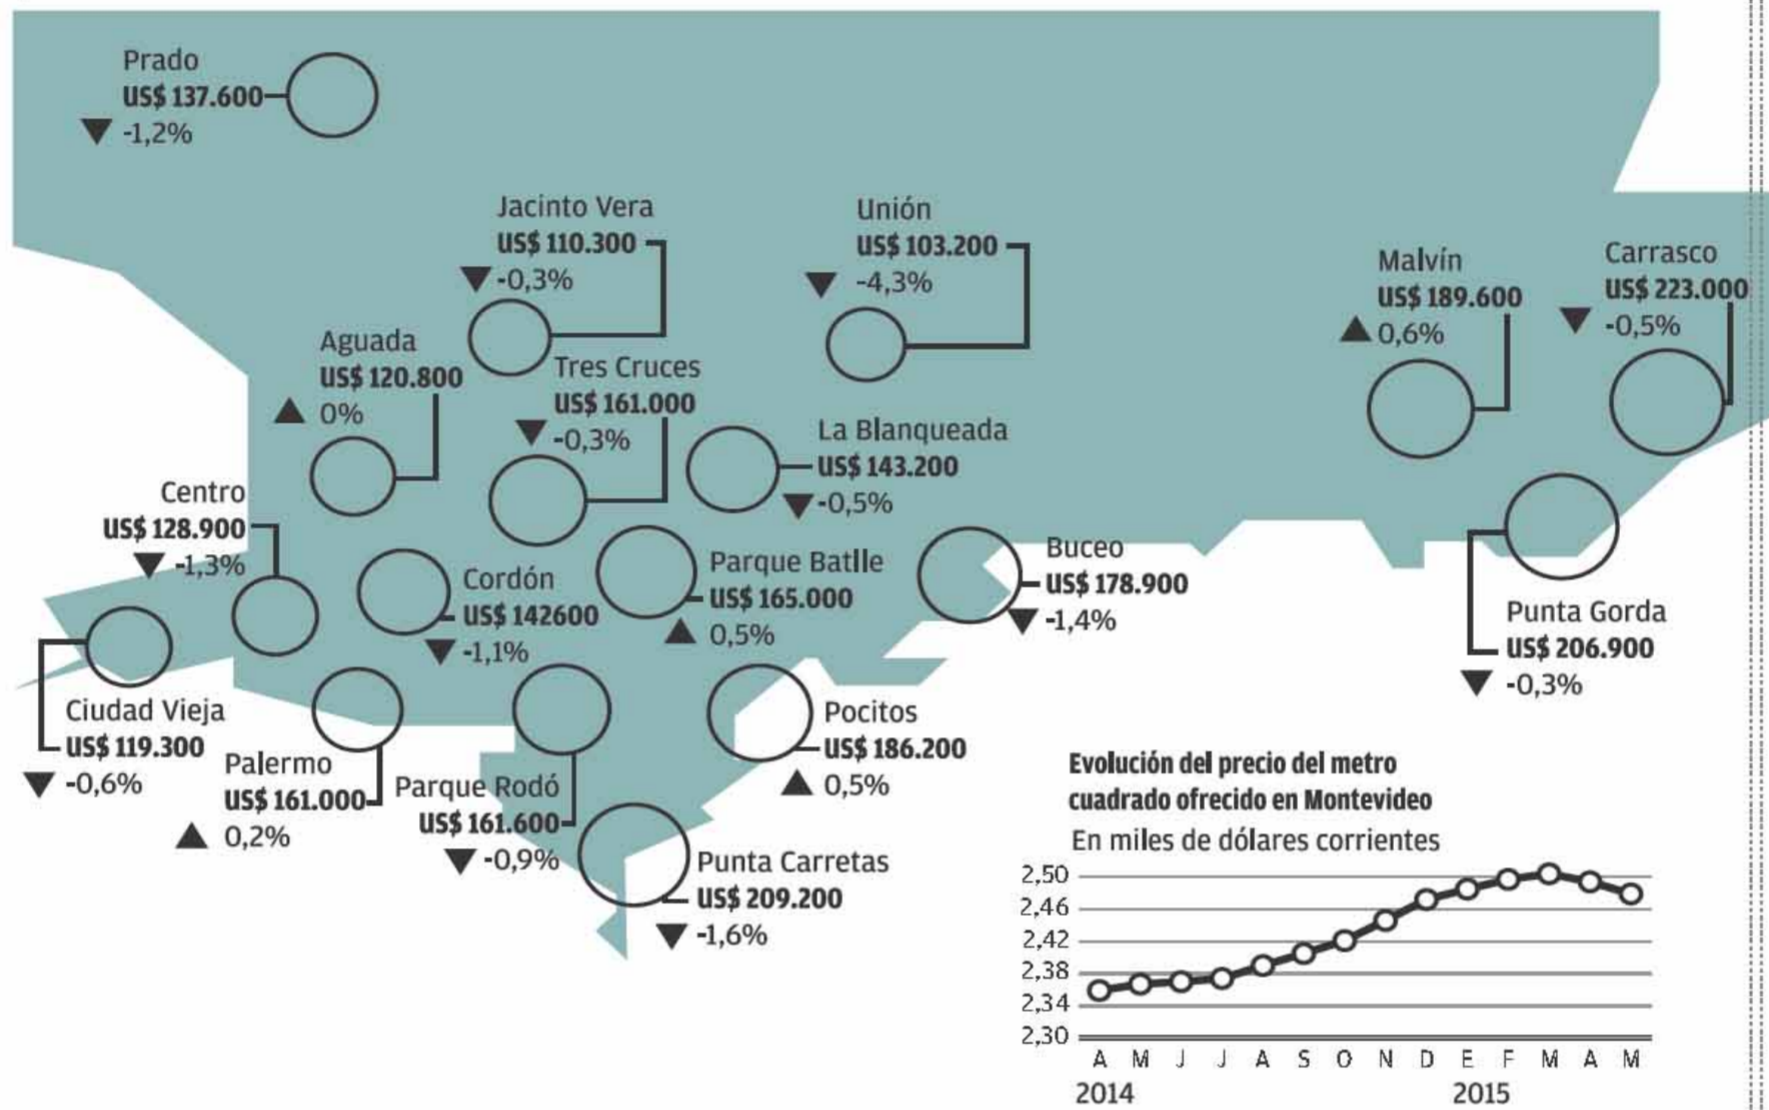 Prado
US$ 137.600
▼ -1,2%
Jacinto Vera
US$ 110.300
▼ -0,3%
Unión
US$ 103.200
▼ -4,3%
Malvín
US$ 189.600
▲ 0,6%
Carrasco
US$ 223.000
▼ -0,5%
Aguada
US$ 120.800
▲ 0%
Tres Cruces
US$ 161.000
▼ -0,3%
La Blanqueada
US$ 143.200
▼ -0,5%
Centro
US$ 128.900
▼ -1,3%
Cordón
US$ 142600
▼ -1,1%
Parque Batlle
US$ 165.000
▲ 0,5%
Buceo
US$ 178.900
▼ -1,4%
Punta Gorda
US$ 206.900
▼ -0,3%
Ciudad Vieja
US$ 119.300
▼ -0,6%
Palermo
US$ 161.000
▲ 0,2%
Parque Rodó
US$ 161.600
▼ -0,9%
Pocitos
US$ 186.200
▲ 0,5%
Punta Carretas
US$ 209.200
▼ -1,6%
Evolución del precio del metro
cuadrado ofrecido en Montevideo
En miles de dólares corrientes
2,50
2,46
2,42
2,38
2,34
2,30
A M J J A S O N D E F M A M
2014 2015